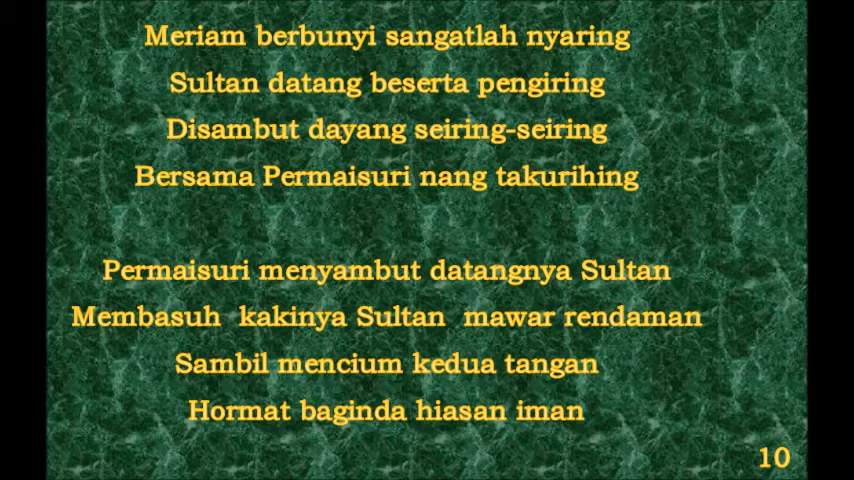 Meriam berbunyi sangatlah nyaring
Sultan datang beserta pengiring
Disambut dayang seiring-seiring
Bersama Permaisuri nang takurihing
Permaisuri menyambut datangnya Sultan
Membasuh kakinya Sultan mawar rendaman
Sambil mencium kedua tangan
Hormat baginda hiasan iman
10